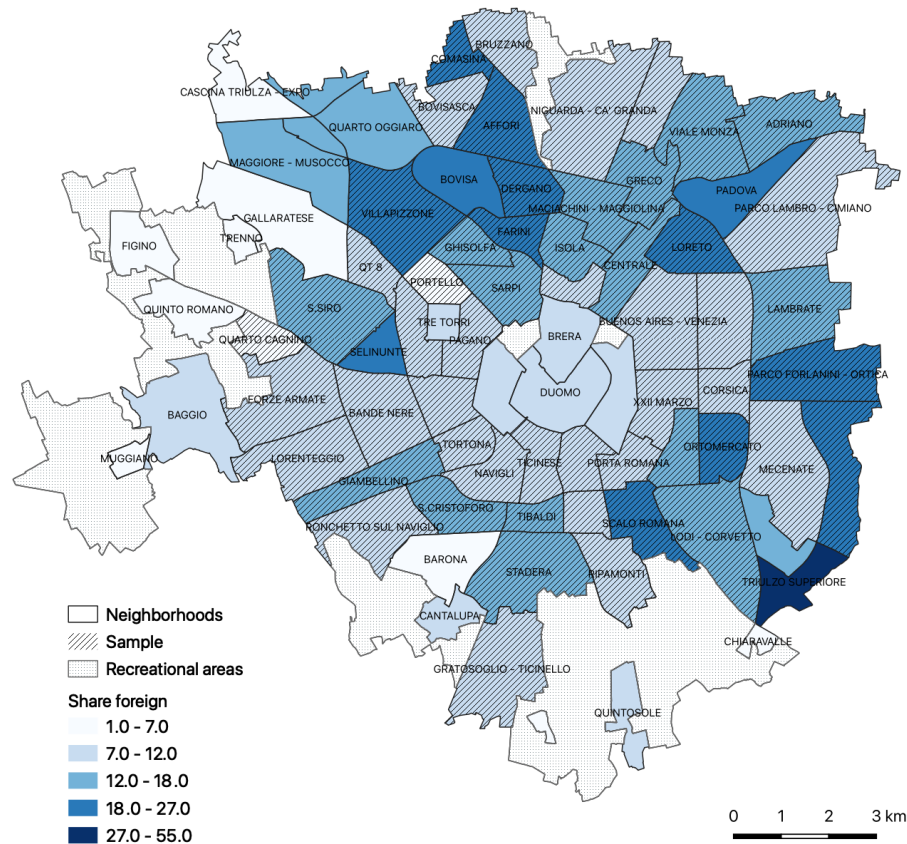 BRUZZANO
COMASINA
CASCINA TRIULZA - EXPO
BOVISASCA
NIGUARDA - CA' GRANDA
QUARTO OGGIARO
AFFORI
VIALE MONZA
ADRIANO
MAGGIORE - MUSOCCO
GRECO
BOVISA
DERGANO
PADOVA
VILLAPIZZONE
MACIACHINI - MAGGIOLINA
PARCO LAMBRO - CIMIANO
GALLARATESE
FARINI
TRENNO
FIGINO
GHISOLFA
ISOLA
LORETO
QT 8
CENTRALE
PORTELLO
SARPI
S.SIRO
QUINTO ROMANO
LAMBRATE
TRE TORRI
BUENOS AIRES - VENEZIA
BRERA
QUARTO CAGNINO
PAGANO
SELINUNTE
PARCO FORLANINI - ORTICA
DUOMO
CORSICA
FORZE ARMATE
XXII MARZO
BAGGIO
BANDE NERE
TORTONA
ORTOMERCATO
MUGGIANO
LORENTEGGIO
TICINESE
PORTA ROMANA
NAVIGLI
MECENATE
GIAMBELLINO
S.CRISTOFORO
TIBALDI
RONCHETTO SUL NAVIGLIO
SCALO ROMANA
LODI - CORVETTO
BARONA
STADERA
RIPAMONTI
TRIULZO SUPERIORE
CANTALUPA
CHIARAVALLE
GRATOSOGLIO - TICINELLO
QUINTOSOLE
Neighborhoods
Sample
Recreational areas
Share foreign
1.0 - 7.0
7.0 - 12.0
12.0 - 18.0
18.0 - 27.0
27.0 - 55.0
0 1 2 3 km